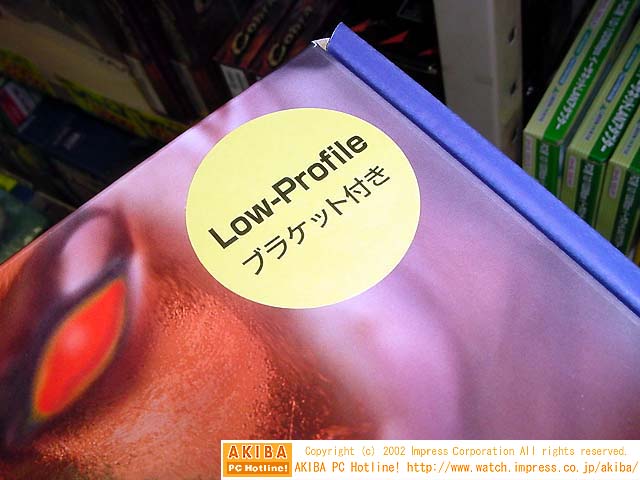 Low-Profile
ブラケット付き
AKIBA
PC Hotline!
Copyright (c) 2002 Impress Corporation All rights reserved.
AKIBA PC Hotline! http://www.watch.impress.co.jp/akiba/